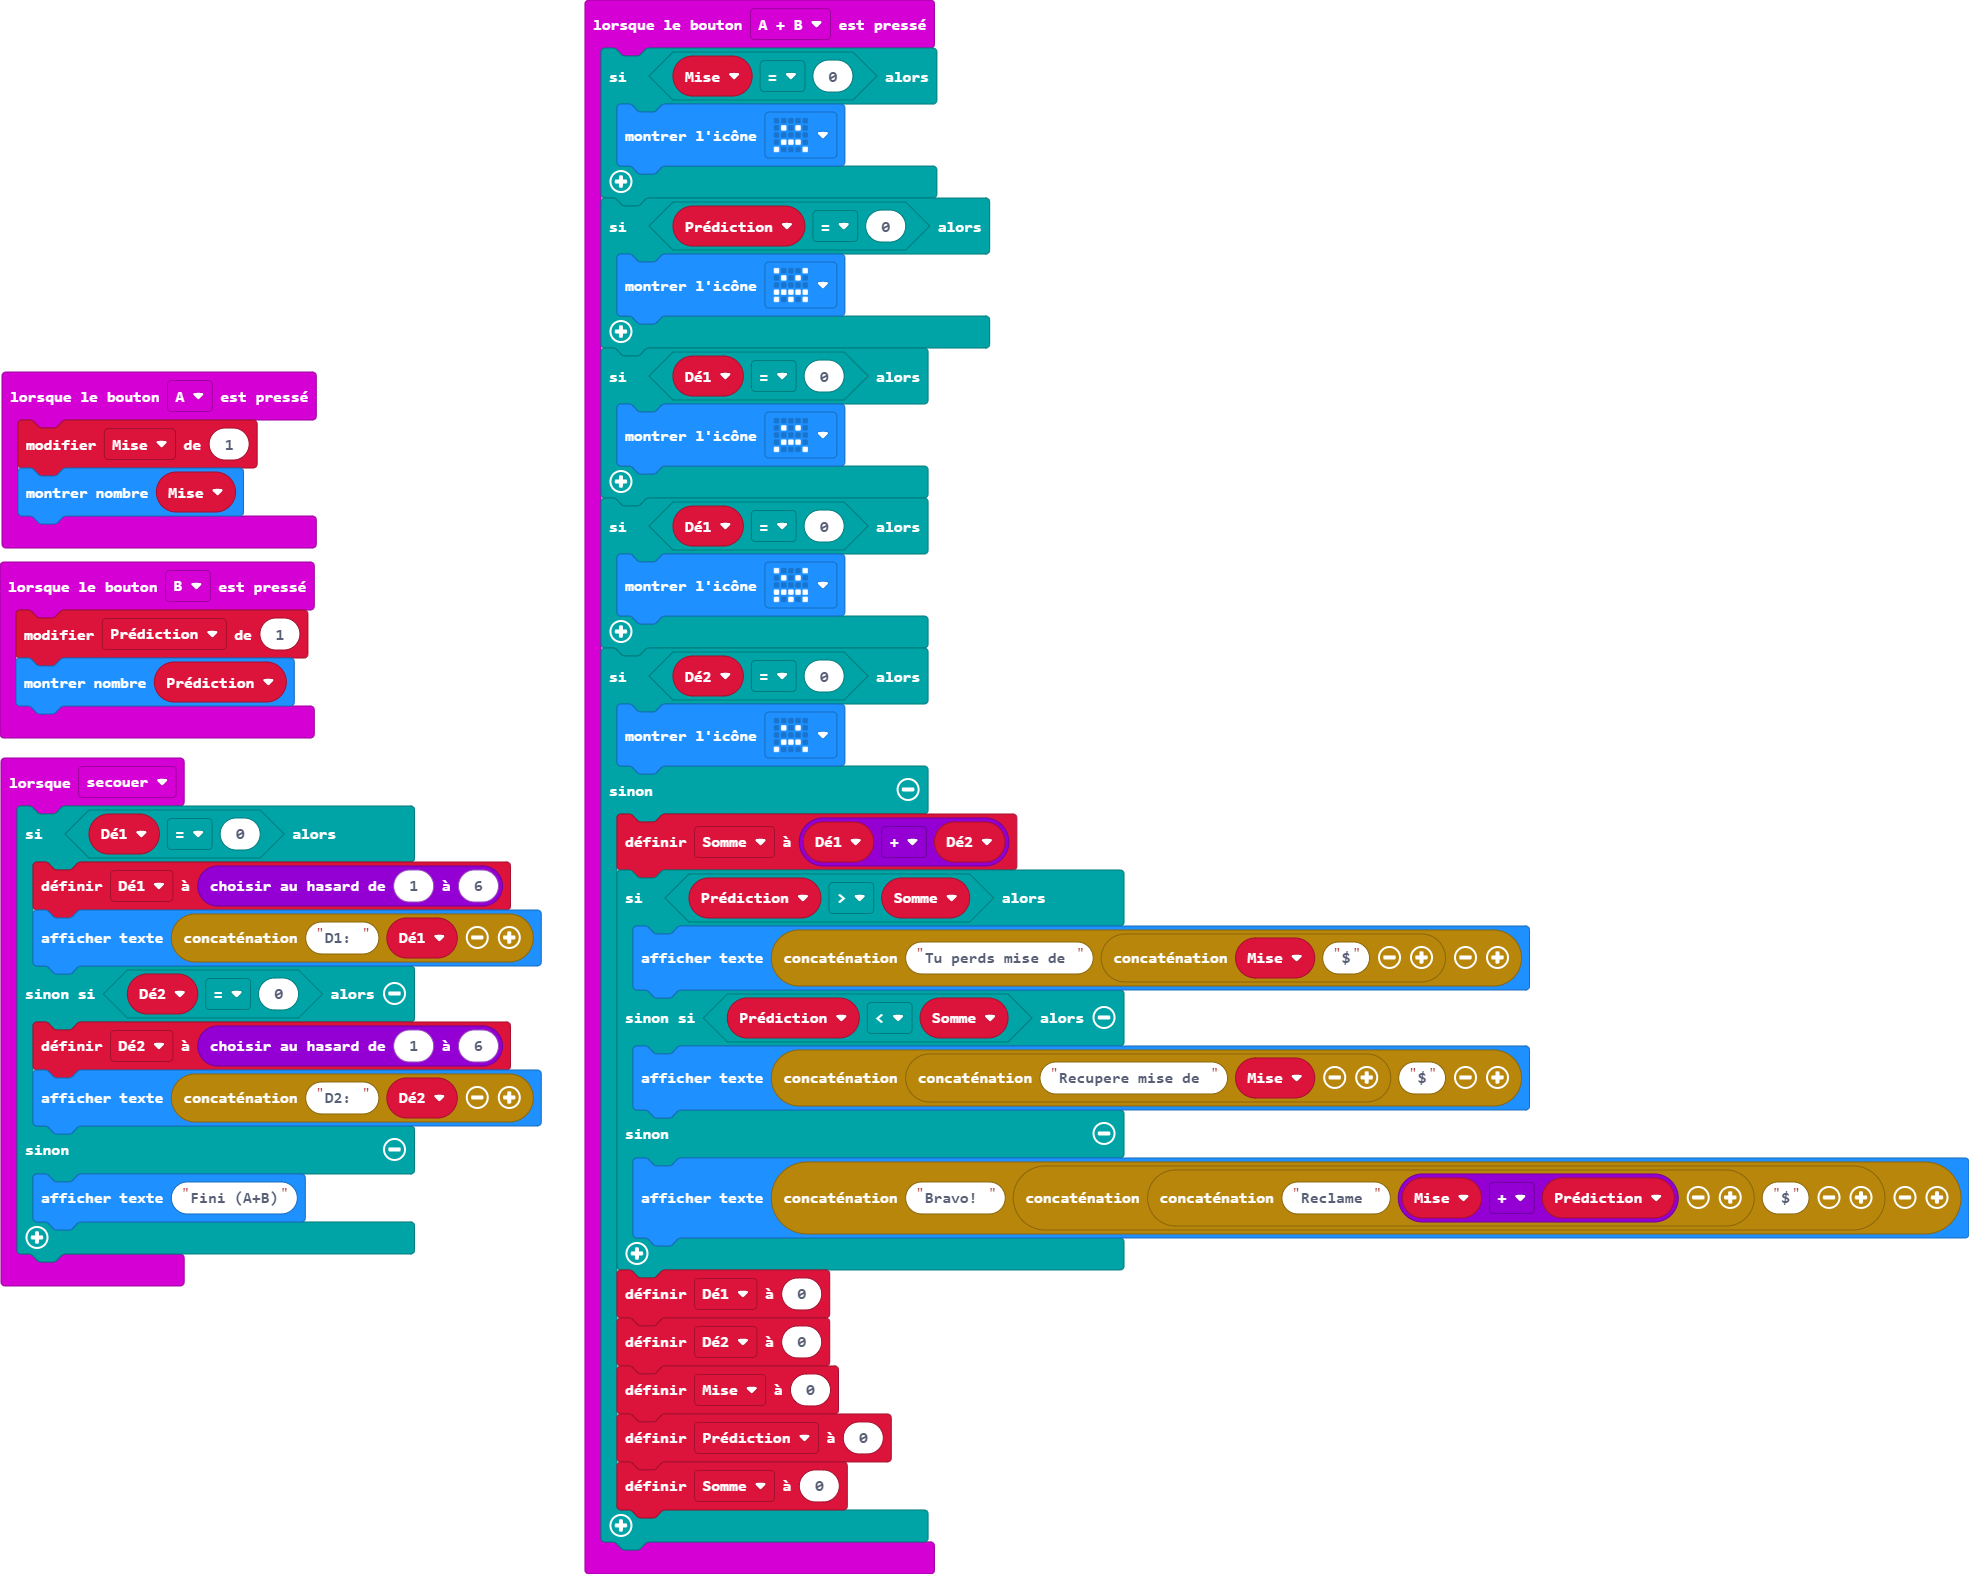 lorsque le bouton A est pressé
modifier Mise de 1
montrer nombre Mise
lorsque le bouton B est pressé
modifier Prédiction de 1
montrer nombre Prédiction
lorsque secouer
si Dé1 = 0 alors
définir Dé1 à choisir au hasard de 1 à 6
afficher texte concaténation "D1: " Dé1
sinon si Dé2 = 0 alors
définir Dé2 à choisir au hasard de 1 à 6
afficher texte concaténation "D2: " Dé2
sinon
afficher texte "Fini (A+B)"
lorsque le bouton A + B est pressé
si Mise = 0 alors
montrer l'icône
si Prédiction = 0 alors
montrer l'icône
si Dé1 = 0 alors
montrer l'icône
si Dé1 = 0 alors
montrer l'icône
si Dé2 = 0 alors
montrer l'icône
sinon
définir Somme à Dé1 + Dé2
si Prédiction > Somme alors
afficher texte concaténation "Tu perds mise de " concaténation Mise "$"
sinon si Prédiction < Somme alors
afficher texte concaténation concaténation "Recupere mise de " Mise "$"
sinon
afficher texte concaténation "Bravo! " concaténation concaténation "Reclame " Mise + Prédiction "$"
définir Dé1 à 0
définir Dé2 à 0
définir Mise à 0
définir Prédiction à 0
définir Somme à 0